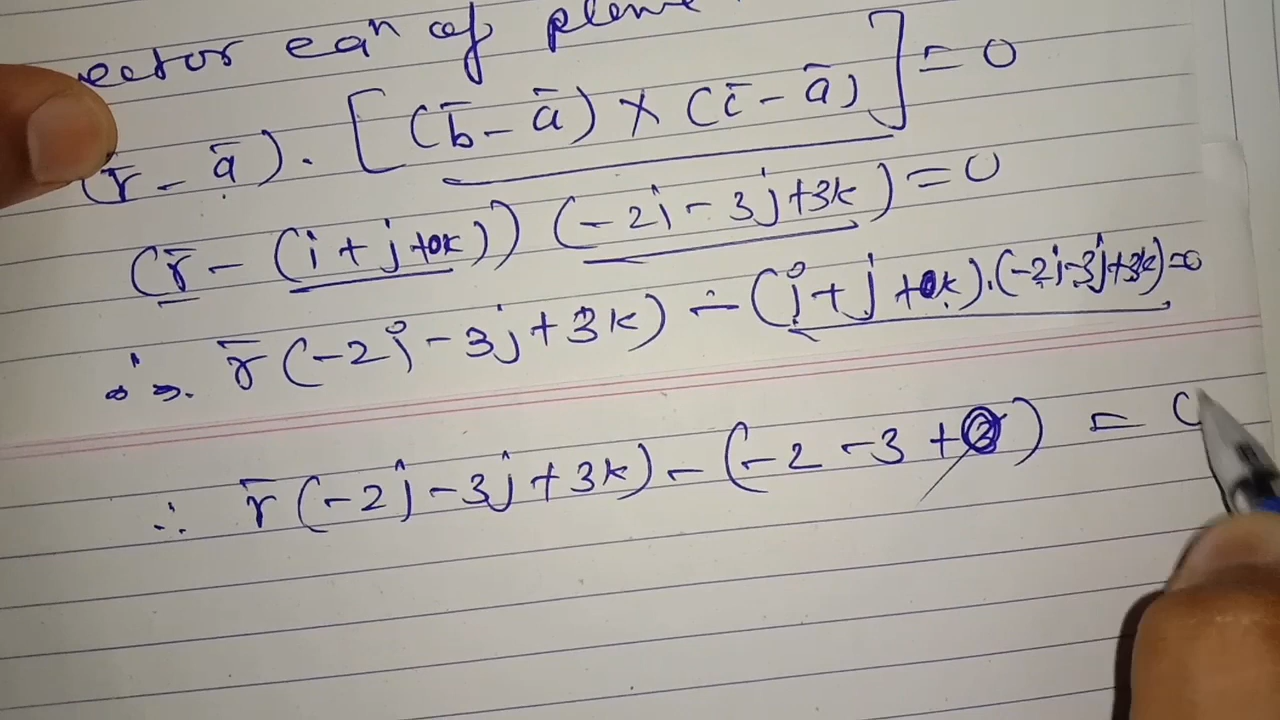 ector eqn of plane
(r̄ - ā) . [(b̄ - ā) × (c̄ - ā)] = 0
(r̄ - (i + j + 0k)) (-2i - 3j + 3k) = 0
∴ r̄ (-2i - 3j + 3k) - (i + j + 0k) . (-2i - 3j + 3k) = 0
∴ r̄ (-2j - 3j + 3k) - (-2 - 3 + 0) = 0